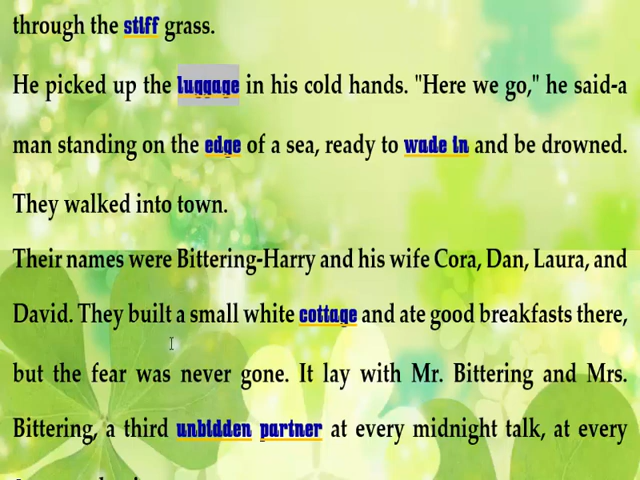 through the stiff grass.
He picked up the luggage in his cold hands. "Here we go," he said-a
man standing on the edge of a sea, ready to wade in and be drowned.
They walked into town.
Their names were Bittering-Harry and his wife Cora, Dan, Laura, and
David. They built a small white cottage and ate good breakfasts there,
but the fear was never gone. It lay with Mr. Bittering and Mrs.
Bittering, a third unbidden partner at every midnight talk, at every